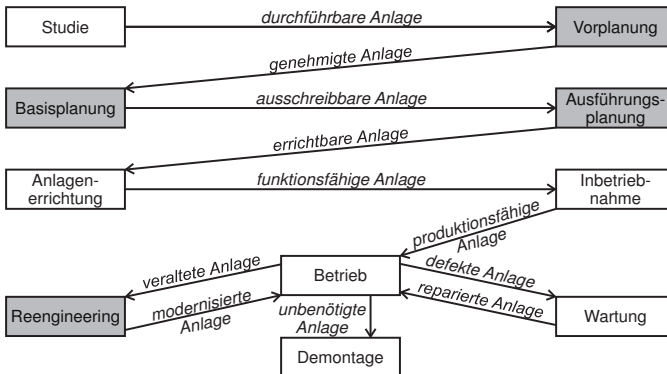 Studie
durchführbare Anlage
Vorplanung
genehmigte Anlage
Basisplanung
ausschreibbare Anlage
Ausführungs-
planung
errichtbare Anlage
Anlagen-
errichtung
funktionsfähige Anlage
Inbetrieb-
nahme
produktionsfähige
Anlage
veraltete Anlage
Betrieb
defekte Anlage
Reengineering
modernisierte
Anlage
unbenötigte
Anlage
reparierte Anlage
Wartung
Demontage